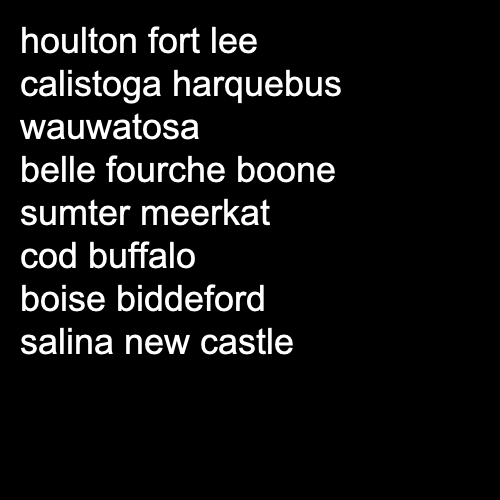 houlton fort lee
calistoga harquebus
wauwatosa
belle fourche boone
sumter meerkat
cod buffalo
boise biddeford
salina new castle